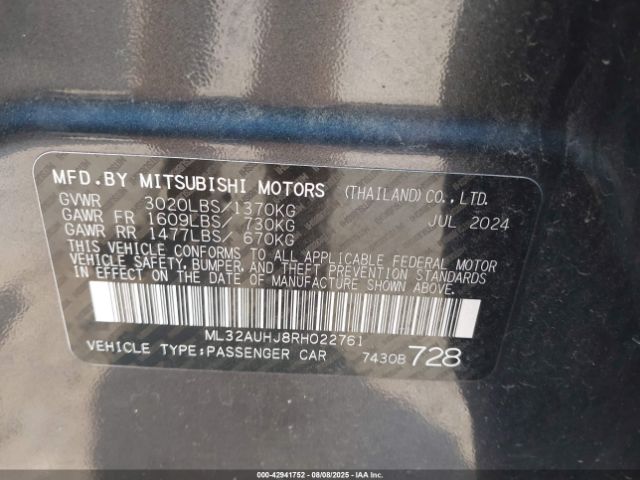 MFD.BY MITSUBISHI MOTORS (THAILAND)CO.,LTD.
GVWR 3020LBS/1370KG JUL 2024
GAWR FR 1609LBS/ 730KG
GAWR RR 1477LBS/ 670KG
THIS VEHICLE CONFORMS TO ALL APPLICABLE FEDERAL MOTOR
VEHICLE SAFETY, BUMPER, AND THEFT PREVENTION STANDARDS
IN EFFECT ON THE DATE OF MANUFACTURE SHOWN ABOVE.
ML32AUHJ8RH022761
VEHICLE TYPE:PASSENGER CAR 7430B 728
000-42941752 - 08/08/2025 - IAAI.COM